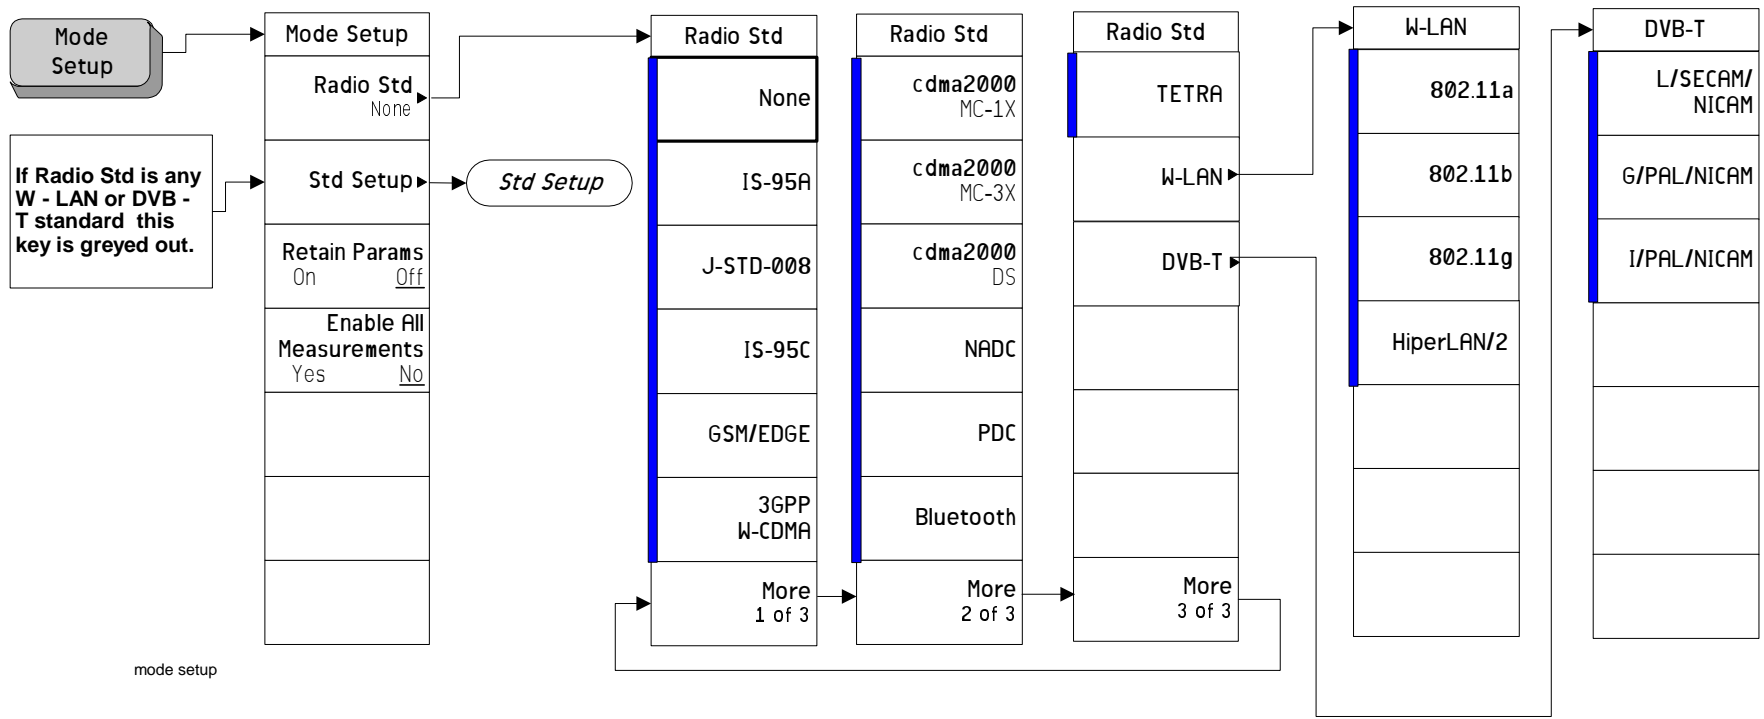 Mode
Setup
If Radio Std is any
W - LAN or DVB -
T standard this
key is greyed out.
Mode Setup
Radio Std
None
Std Setup
Retain Params
On Off
Enable All
Measurements
Yes No
Std Setup
Radio Std
None
IS-95A
J-STD-008
IS-95C
GSM/EDGE
3GPP
W-CDMA
More
1 of 3
Radio Std
cdma2000
MC-1X
cdma2000
MC-3X
cdma2000
DS
NADC
PDC
Bluetooth
More
2 of 3
Radio Std
TETRA
W-LAN
DVB-T
More
3 of 3
W-LAN
802.11a
802.11b
802.11g
HiperLAN/2
DVB-T
L/SECAM/
NICAM
G/PAL/NICAM
I/PAL/NICAM
mode setup